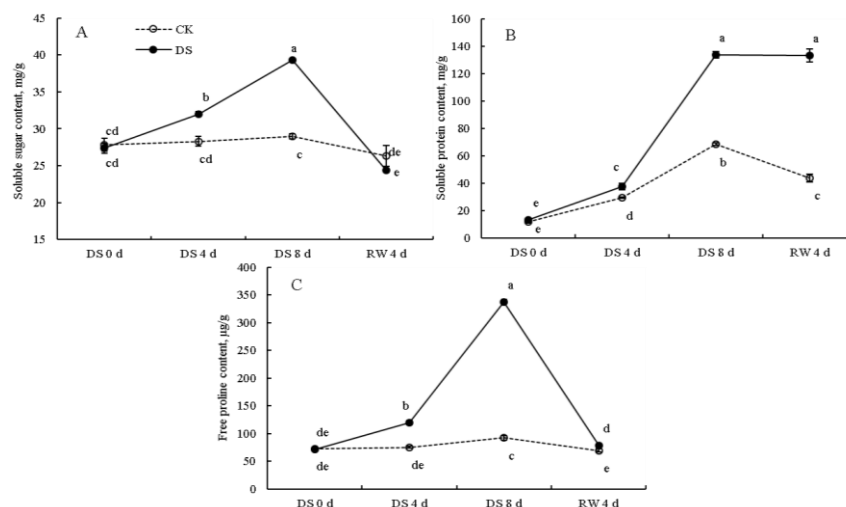 A
CK
DS
Soluble sugar content, mg/g
45
40
35
30
25
20
15
cd
cd
b
cd
a
c
de
e
DS 0 d DS 4 d DS 8 d RW 4 d
B
Soluble protein content, mg/g
160
140
120
100
80
60
40
20
0
e
e
c
d
a
b
a
c
DS 0 d DS 4 d DS 8 d RW 4 d
C
Free proline content, µg/g
400
350
300
250
200
150
100
50
0
de
de
b
de
a
c
d
e
DS 0 d DS 4 d DS 8 d RW 4 d